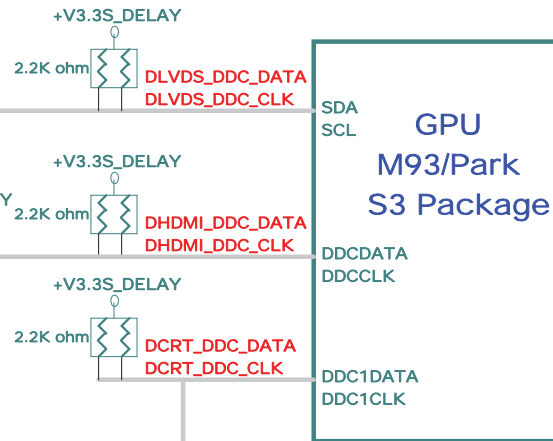 +V3.3S_DELAY
2.2K ohm
DLVDS_DDC_DATA
DLVDS_DDC_CLK
SDA
SCL
GPU
M93/Park
S3 Package
+V3.3S_DELAY
Y
2.2K ohm
DHDMI_DDC_DATA
DHDMI_DDC_CLK
DDCDATA
DDCCLK
+V3.3S_DELAY
2.2K ohm
DCRT_DDC_DATA
DCRT_DDC_CLK
DDC1DATA
DDC1CLK